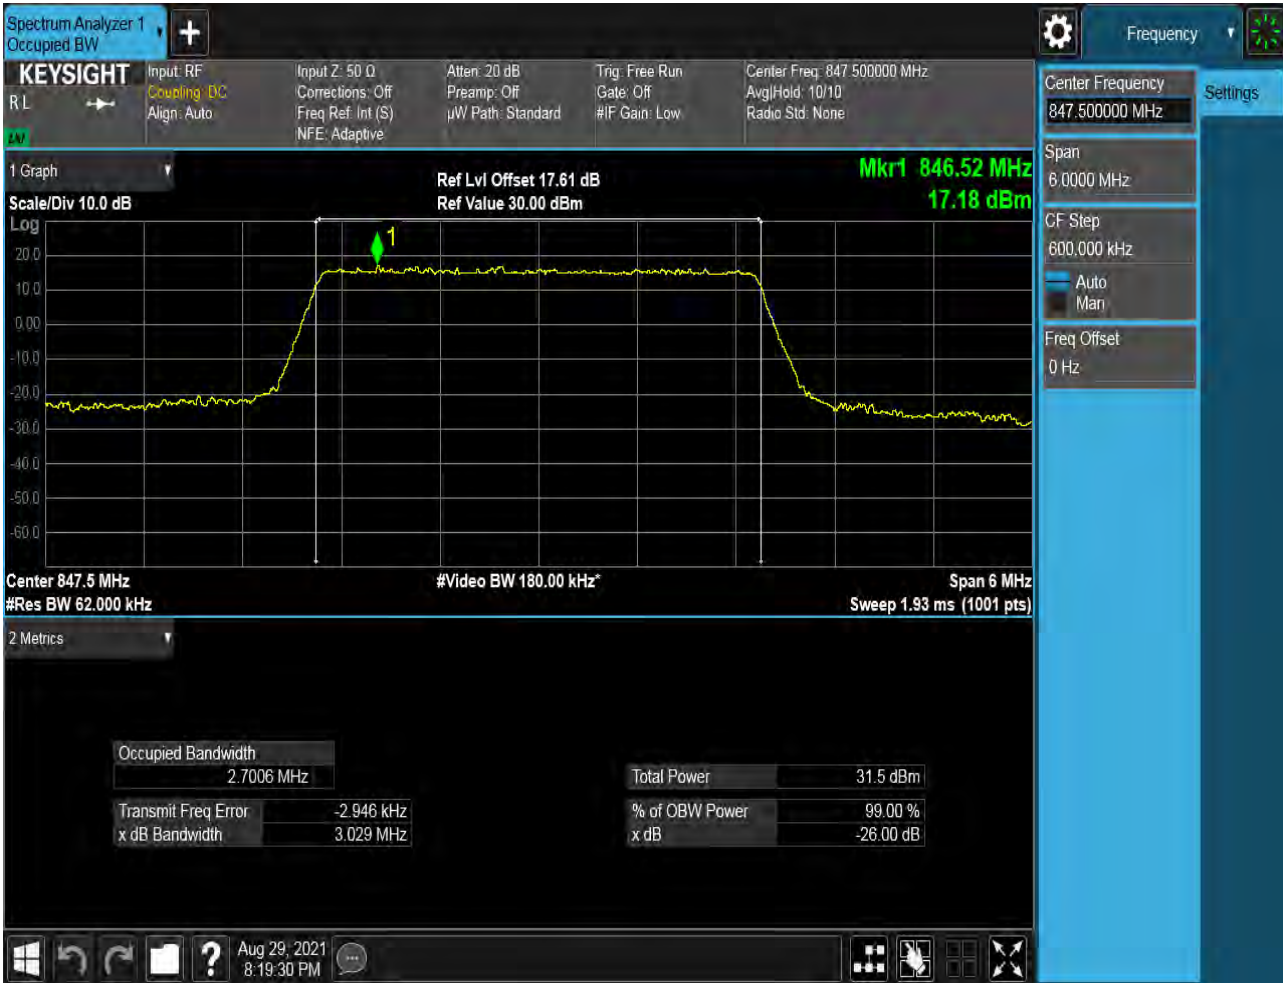 Spectrum Analyzer 1
Occupied BW
Frequency
KEYSIGHT
R L
LXI
Input: RF
Coupling: DC
Align: Auto
Input Z: 50 Ω
Corrections: Off
Freq Ref: Int (S)
NFE: Adaptive
Atten: 20 dB
Preamp: Off
µW Path: Standard
Trig: Free Run
Gate: Off
#IF Gain: Low
Center Freq: 847.500000 MHz
Avg|Hold: 10/10
Radio Std: None
Center Frequency
847.500000 MHz
Settings
Span
6.0000 MHz
CF Step
600.000 kHz
Auto
Man
Freq Offset
0 Hz
1 Graph
Scale/Div 10.0 dB
Ref Lvl Offset 17.61 dB
Ref Value 30.00 dBm
Mkr1 846.52 MHz
17.18 dBm
Log
1
20.0
10.0
0.00
-10.0
-20.0
-30.0
-40.0
-50.0
-60.0
Center 847.5 MHz
#Video BW 180.00 kHz*
Span 6 MHz
#Res BW 62.000 kHz
Sweep 1.93 ms (1001 pts)
2 Metrics
Occupied Bandwidth
2.7006 MHz
Total Power 31.5 dBm
Transmit Freq Error -2.946 kHz
% of OBW Power 99.00 %
x dB Bandwidth 3.029 MHz
x dB -26.00 dB
?
Aug 29, 2021
8:19:30 PM